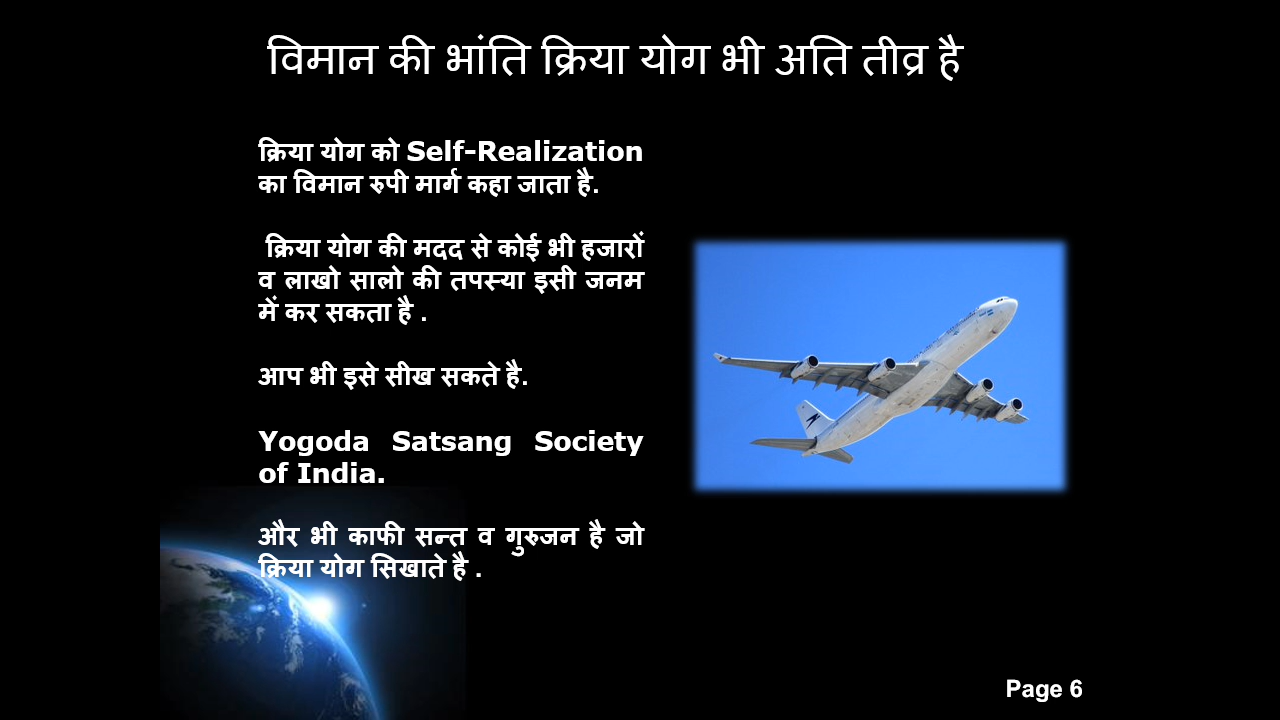 विमान की भांति क्रिया योग भी अति तीव्र है
क्रिया योग को Self-Realization
का विमान रुपी मार्ग कहा जाता है.
क्रिया योग की मदद से कोई भी हजारों
व लाखो सालो की तपस्या इसी जनम
में कर सकता है .
आप भी इसे सीख सकते है.
Yogoda Satsang Society
of India.
और भी काफी सन्त व गुरुजन है जो
क्रिया योग सिखाते है .
Page 6